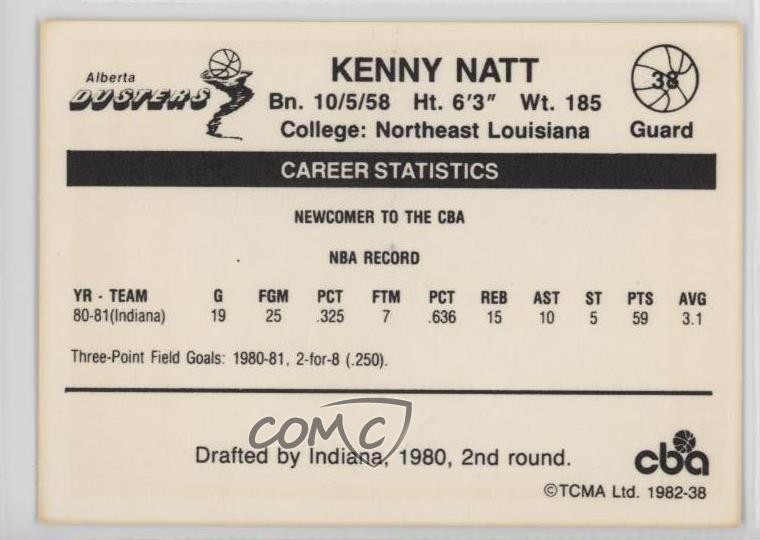 Alberta
DUSTERS
KENNY NATT
38
Bn. 10/5/58 Ht. 6'3" Wt. 185
College: Northeast Louisiana
Guard
CAREER STATISTICS
NEWCOMER TO THE CBA
NBA RECORD
YR - TEAM G FGM PCT FTM PCT REB AST ST PTS AVG
80-81(Indiana) 19 25 .325 7 .636 15 10 5 59 3.1
Three-Point Field Goals: 1980-81, 2-for-8 (.250).
COMC
Drafted by Indiana, 1980, 2nd round.
cba
©TCMA Ltd. 1982-38